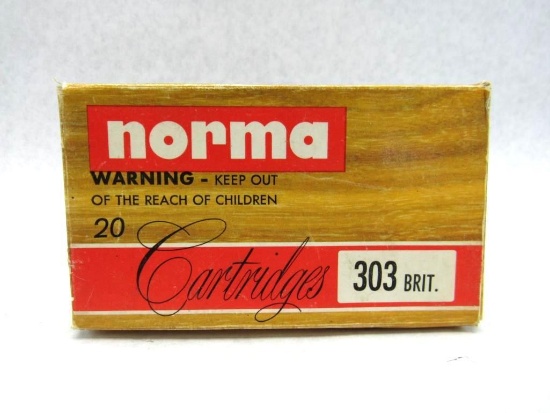 norma
WARNING - KEEP OUT
OF THE REACH OF CHILDREN
20
Cartridges
303 BRIT.